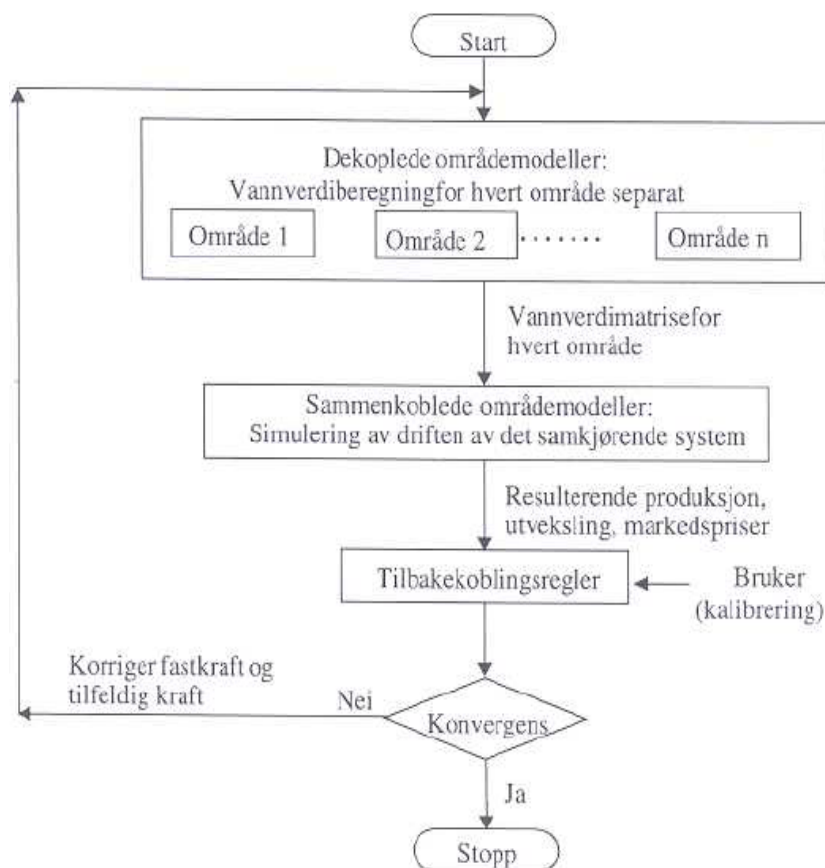 Start
Dekoplede områdemodeller:
Vannverdiberegningfor hvert område separat
Område 1
Område 2
.......
Område n
Vannverdimatrisefor
hvert område
Sammenkoblede områdemodeller:
Simulering av driften av det samkjørende system
Resulterende produksjon,
utveksling, markedspriser
Tilbakekoblingsregler
Bruker
(kalibrering)
Korriger fastkraft og
tilfeldig kraft
Nei
Konvergens
Ja
Stopp